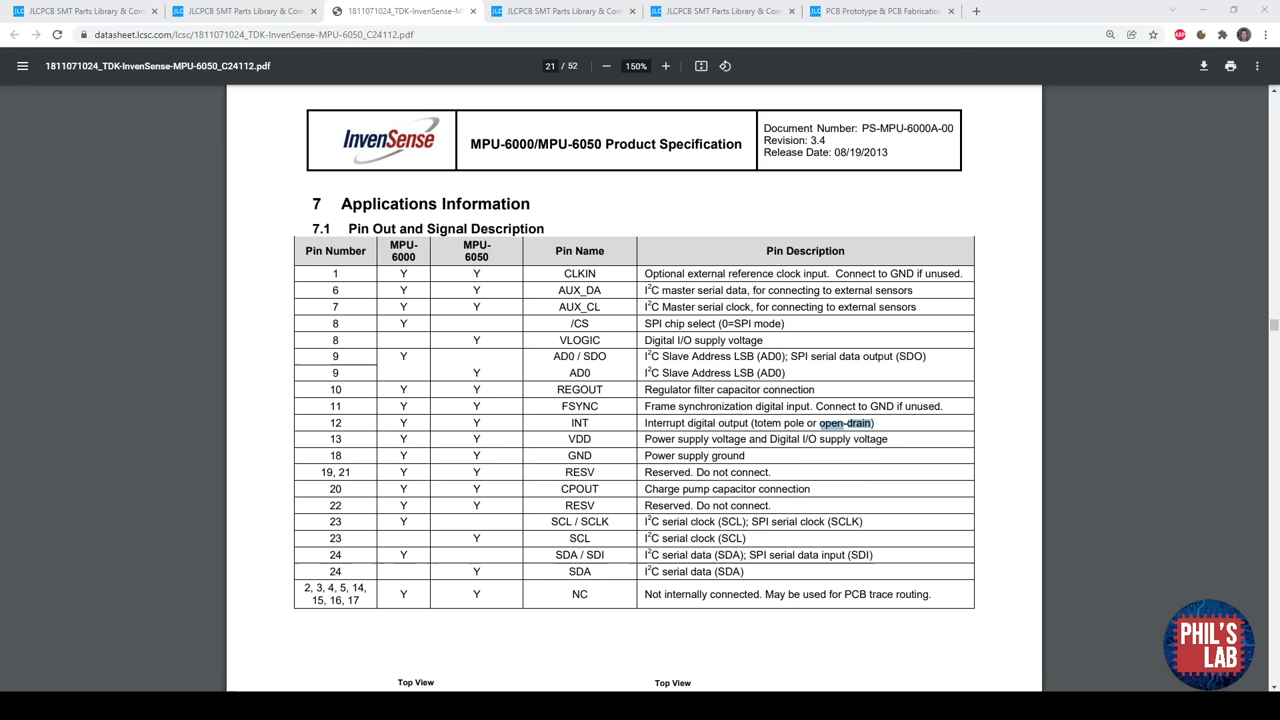 JLCPCB SMT Parts Library & Com
JLCPCB SMT Parts Library & Com
1811071024_TDK-InvenSense-MPU-6
JLCPCB SMT Parts Library & Com
JLCPCB SMT Parts Library & Com
PCB Prototype & PCB Fabrication
datasheet.lcsc.com/lcsc/1811071024_TDK-InvenSense-MPU-6050_C24112.pdf
ABP
1811071024_TDK-InvenSense-MPU-6050_C24112.pdf
21 / 52
150%
InvenSense
MPU-6000/MPU-6050 Product Specification
Document Number: PS-MPU-6000A-00
Revision: 3.4
Release Date: 08/19/2013
7 Applications Information
7.1 Pin Out and Signal Description
Pin Number MPU-6000 MPU-6050 Pin Name Pin Description
1 Y Y CLKIN Optional external reference clock input. Connect to GND if unused.
6 Y Y AUX_DA I²C master serial data, for connecting to external sensors
7 Y Y AUX_CL I²C Master serial clock, for connecting to external sensors
8 Y /CS SPI chip select (0=SPI mode)
8 Y VLOGIC Digital I/O supply voltage
9 Y AD0 / SDO I²C Slave Address LSB (AD0); SPI serial data output (SDO)
9 Y AD0 I²C Slave Address LSB (AD0)
10 Y Y REGOUT Regulator filter capacitor connection
11 Y Y FSYNC Frame synchronization digital input. Connect to GND if unused.
12 Y Y INT Interrupt digital output (totem pole or open-drain)
13 Y Y VDD Power supply voltage and Digital I/O supply voltage
18 Y Y GND Power supply ground
19, 21 Y Y RESV Reserved. Do not connect.
20 Y Y CPOUT Charge pump capacitor connection
22 Y Y RESV Reserved. Do not connect.
23 Y SCL / SCLK I²C serial clock (SCL); SPI serial clock (SCLK)
23 Y SCL I²C serial clock (SCL)
24 Y SDA / SDI I²C serial data (SDA); SPI serial data input (SDI)
24 Y SDA I²C serial data (SDA)
2, 3, 4, 5, 14, 15, 16, 17 Y Y NC Not internally connected. May be used for PCB trace routing.
Top View
Top View
PHIL'S
LAB